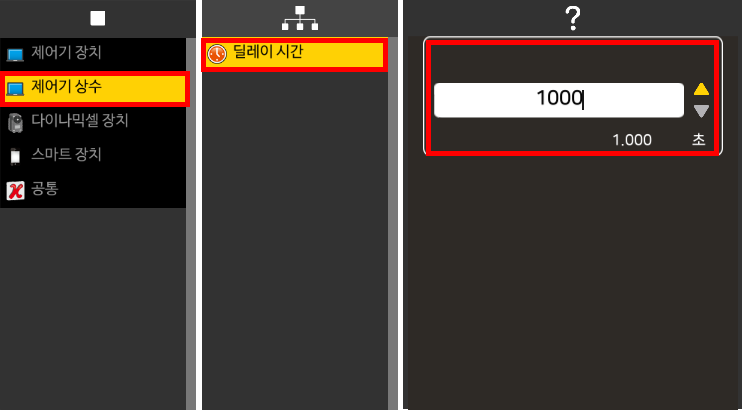 제어기 장치
제어기 상수
다이나믹셀 장치
스마트 장치
공통
딜레이 시간
?
1000
1.000 초